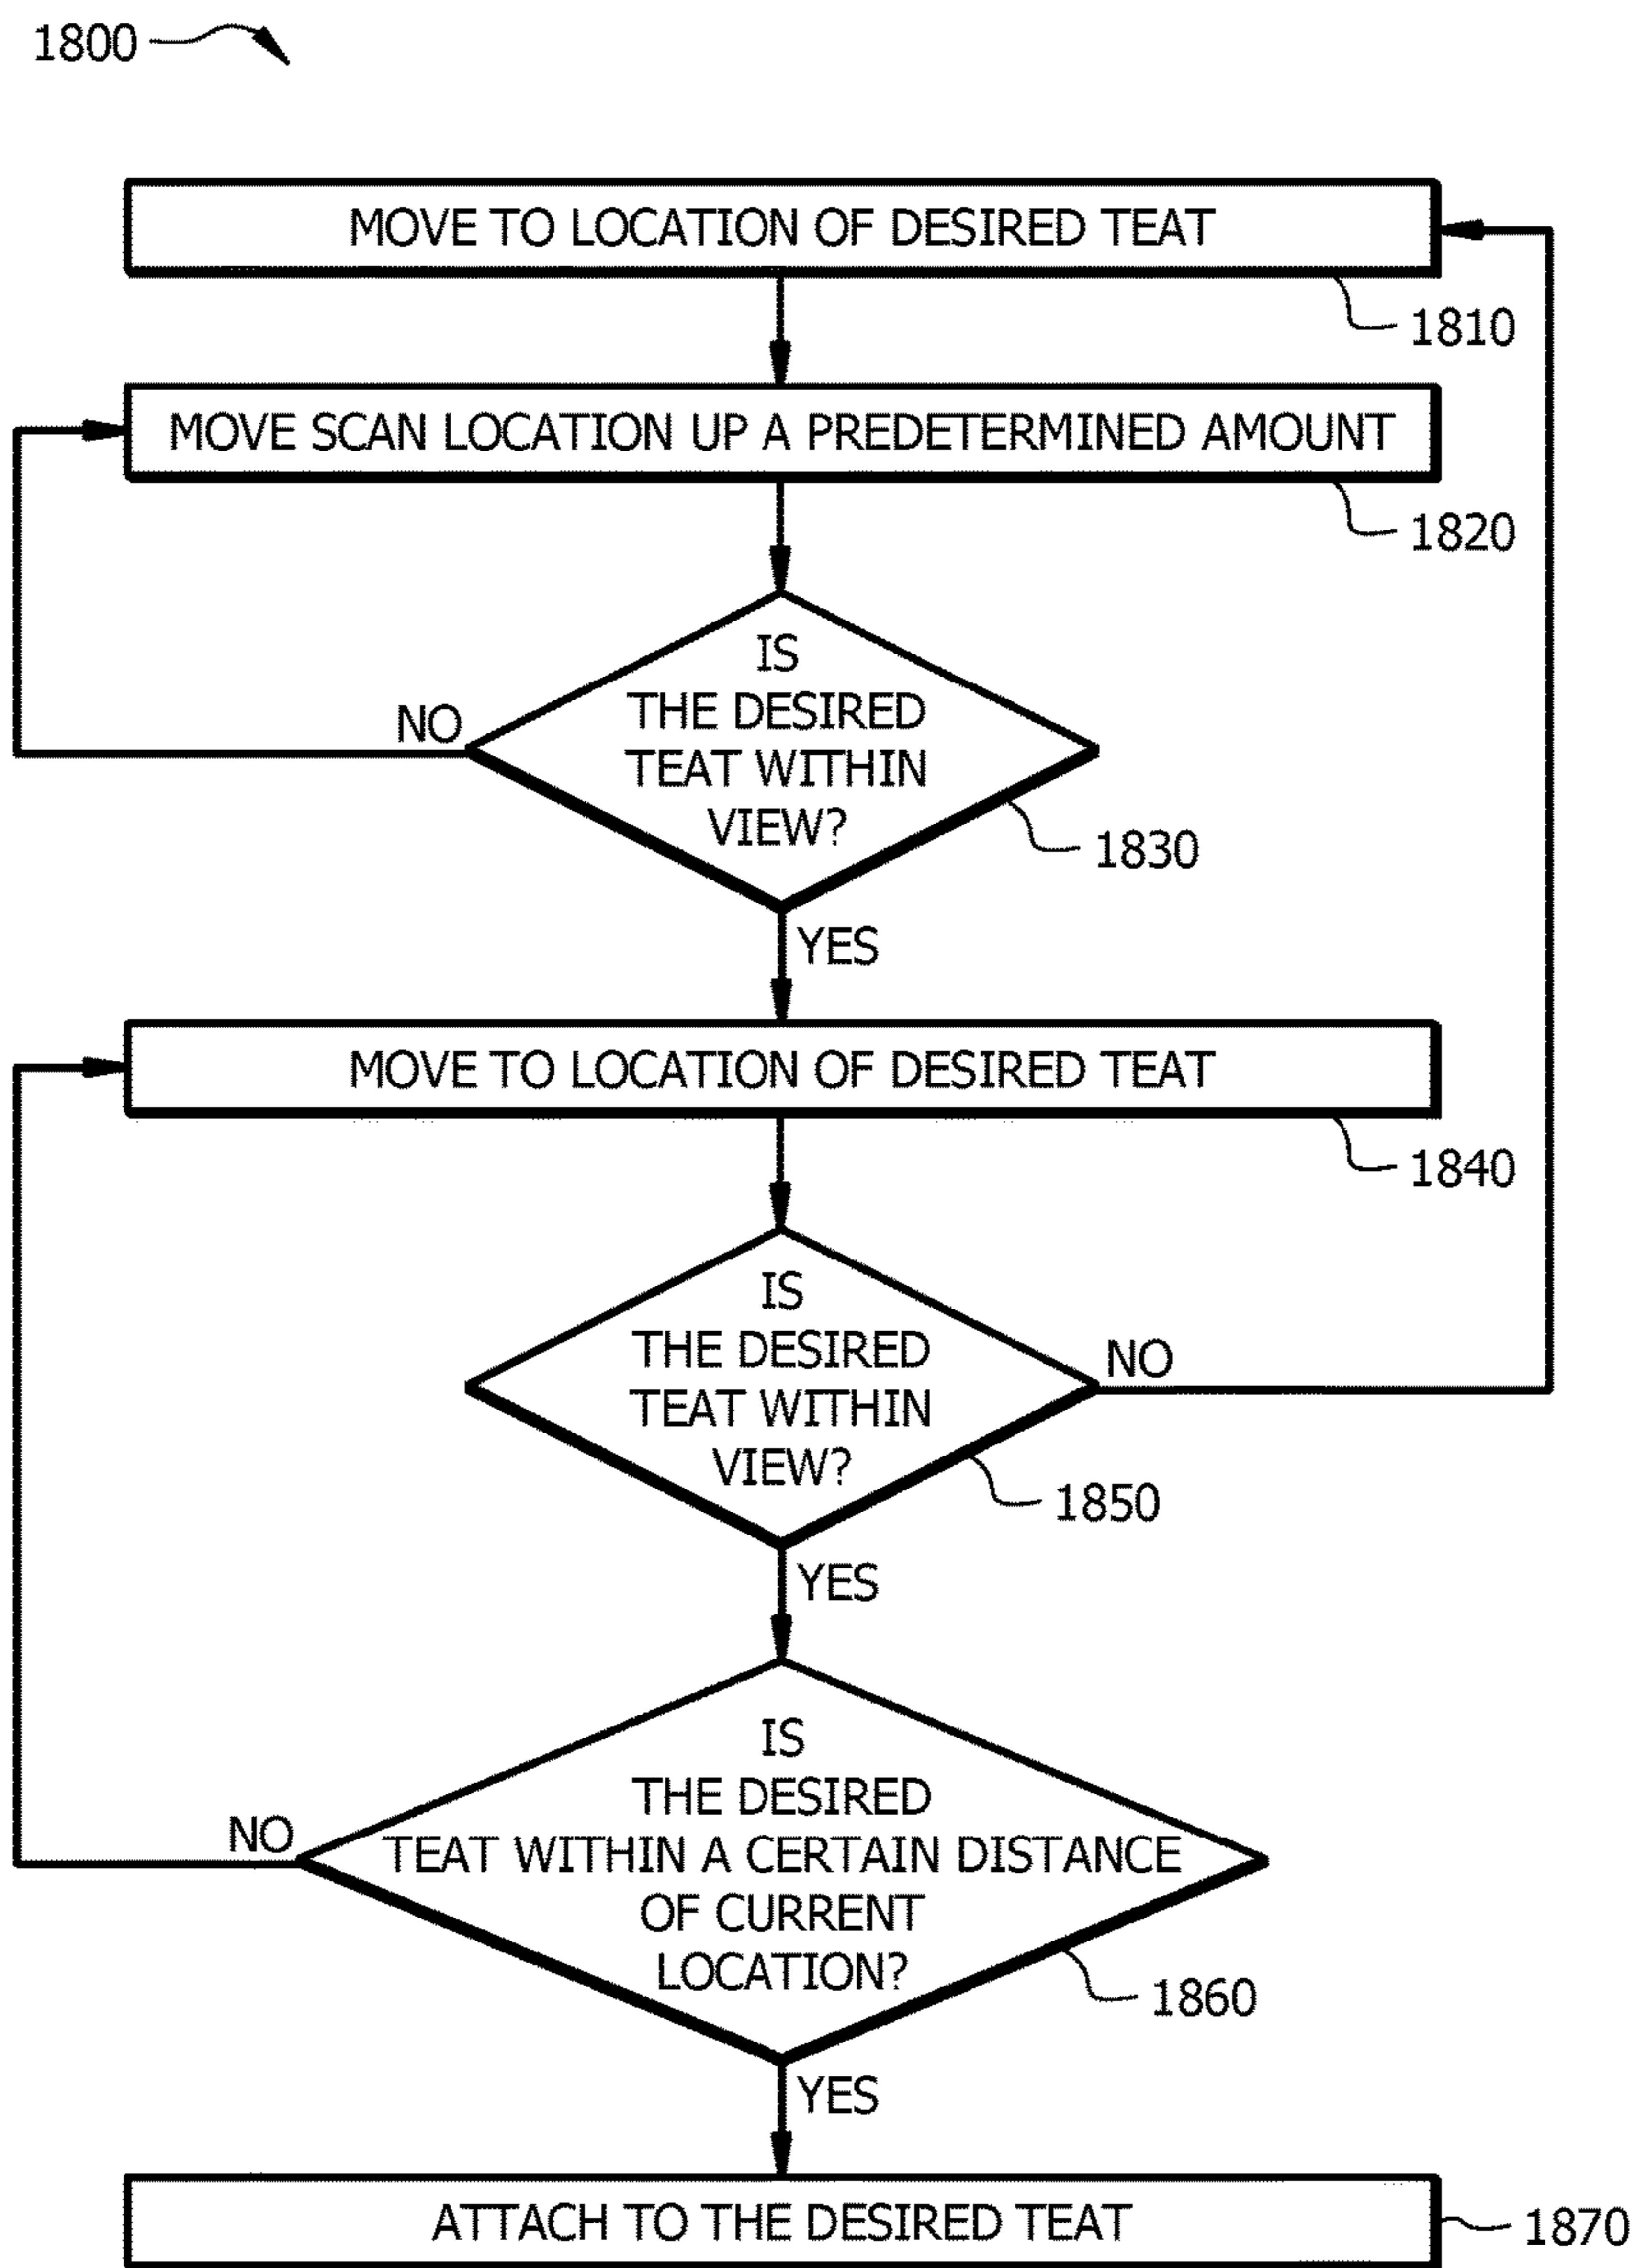 1800
MOVE TO LOCATION OF DESIRED TEAT
1810
MOVE SCAN LOCATION UP A PREDETERMINED AMOUNT
1820
IS
THE DESIRED
TEAT WITHIN
VIEW?
NO
1830
YES
MOVE TO LOCATION OF DESIRED TEAT
1840
IS
THE DESIRED
TEAT WITHIN
VIEW?
NO
1850
YES
IS
THE DESIRED
TEAT WITHIN A CERTAIN DISTANCE
OF CURRENT
LOCATION?
NO
1860
YES
ATTACH TO THE DESIRED TEAT
1870